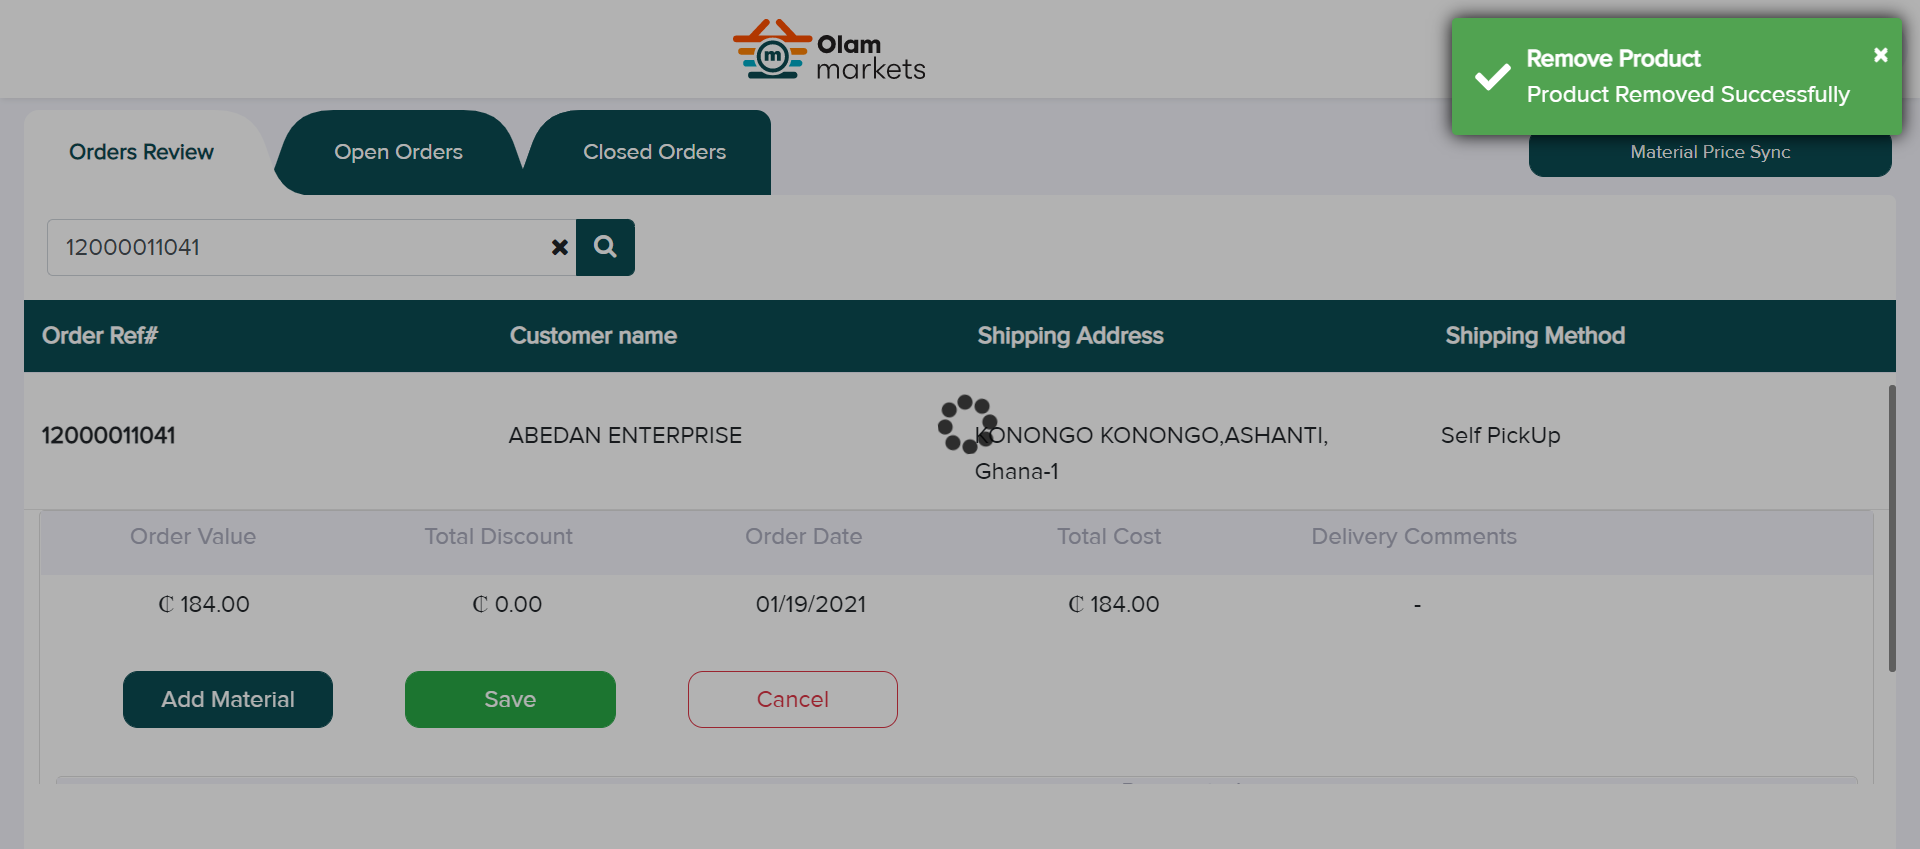 m
Olam
markets
Remove Product
Product Removed Successfully
Orders Review
Open Orders
Closed Orders
Material Price Sync
12000011041
Order Ref#
Customer name
Shipping Address
Shipping Method
12000011041
ABEDAN ENTERPRISE
KONONGO KONONGO,ASHANTI,
Ghana-1
Self PickUp
Order Value
Total Discount
Order Date
Total Cost
Delivery Comments
₵ 184.00
₵ 0.00
01/19/2021
₵ 184.00
-
Add Material
Save
Cancel